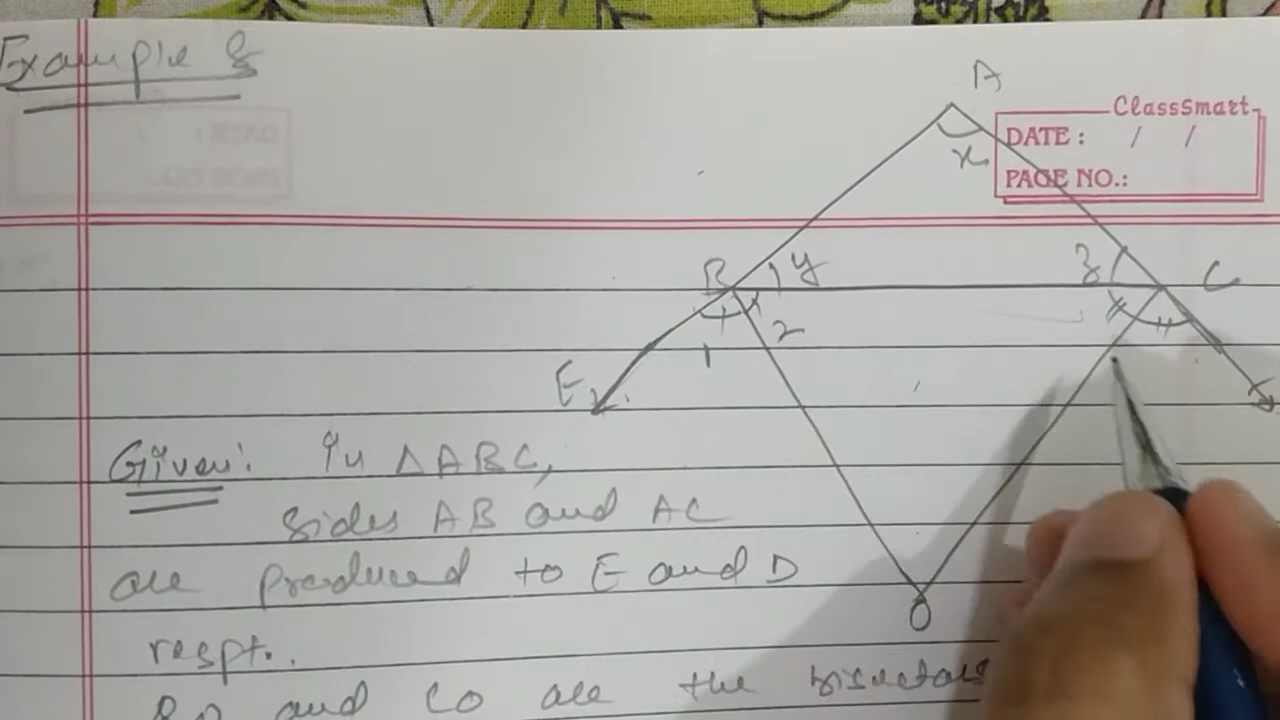 Example 8
A
ClassSmart
DATE : / /
PAGE NO.:
x
B y z C
1 2
E
Given: In △ABC,
sides AB and AC
are produced to E and D
respt..
BO and CO are the bisectors
O